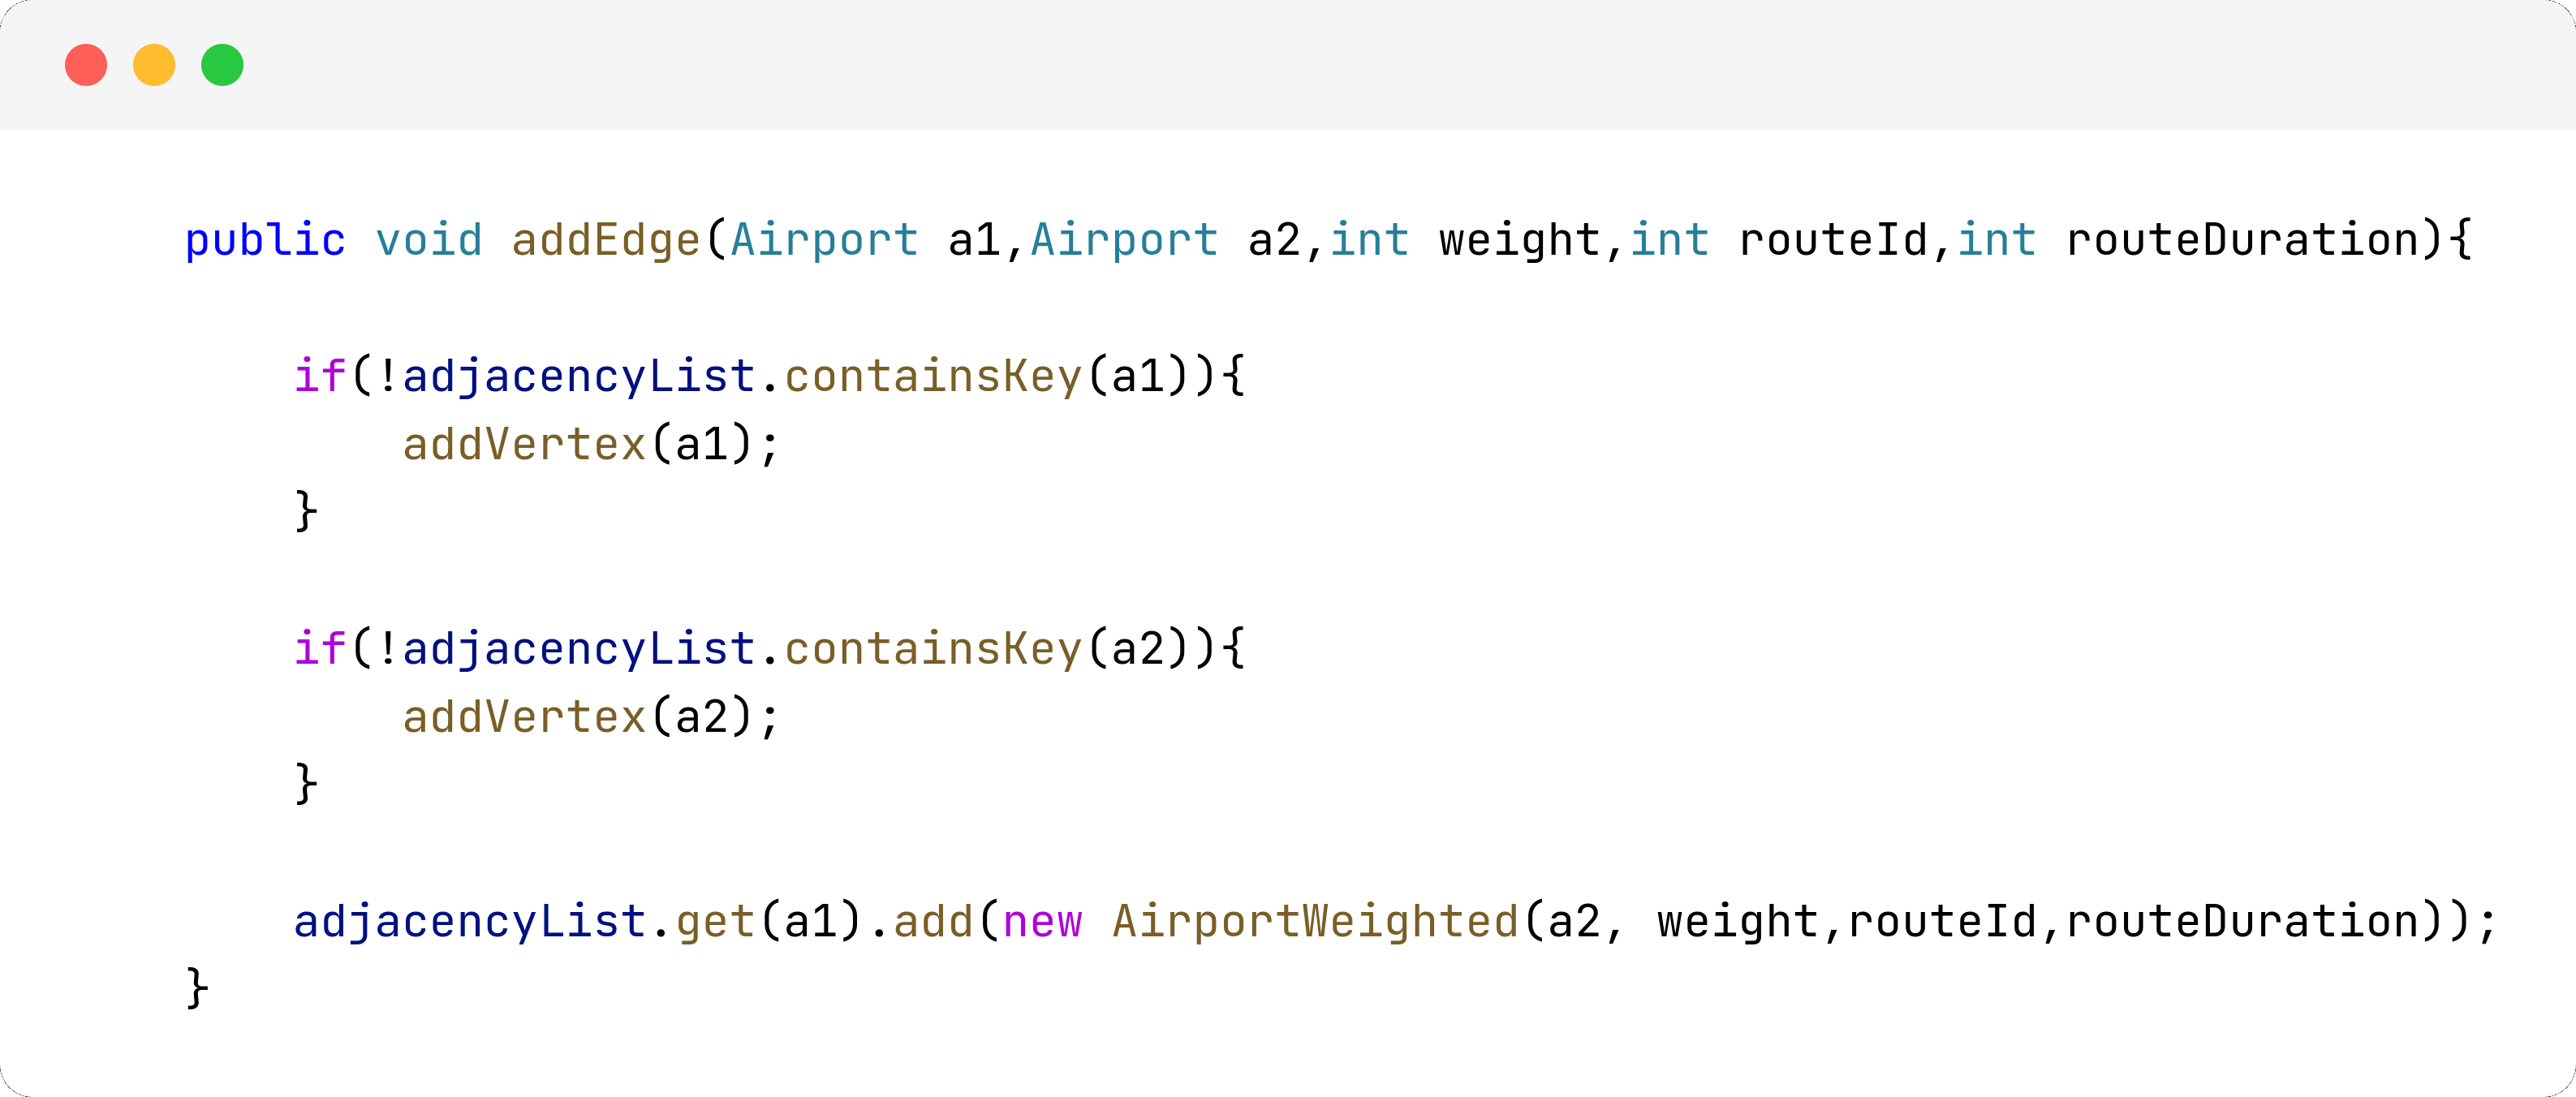 public void addEdge(Airport a1,Airport a2,int weight,int routeId,int routeDuration){
if(!adjacencyList.containsKey(a1)){
addVertex(a1);
}
if(!adjacencyList.containsKey(a2)){
addVertex(a2);
}
adjacencyList.get(a1).add(new AirportWeighted(a2, weight,routeId,routeDuration));
}